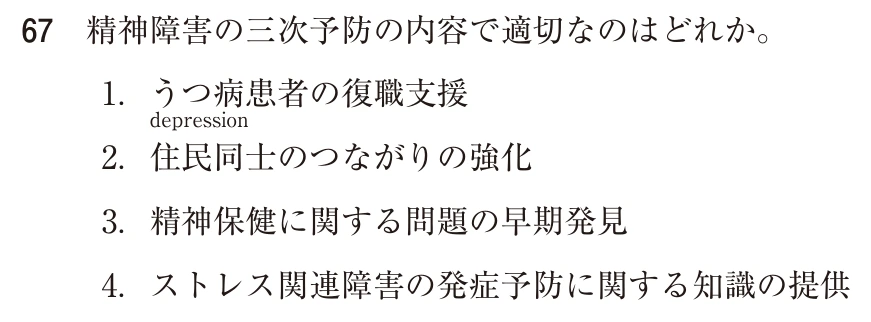 67 精神障害の三次予防の内容で適切なのはどれか。
1. うつ病患者の復職支援
depression
2. 住民同士のつながりの強化
3. 精神保健に関する問題の早期発見
4. ストレス関連障害の発症予防に関する知識の提供